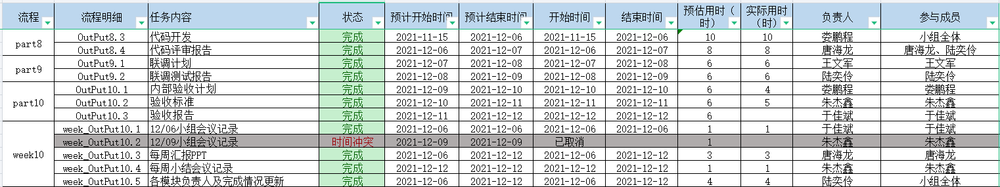 流程 流程明细 任务内容 状态 预计开始时间 预计结束时间 开始时间 结束时间 预估用时（时） 实际用时（时） 负责人 参与成员
part8 OutPut8.3 代码开发 完成 2021-11-15 2021-12-06 2021-11-15 2021-12-06 10 10 娄鹏程 小组全体
OutPut8.4 代码评审报告 完成 2021-12-06 2021-12-07 2021-12-06 2021-12-07 8 8 唐海龙 唐海龙、陆奕伶
part9 OutPut9.1 联调计划 完成 2021-12-07 2021-12-08 2021-12-07 2021-12-08 6 6 王文军 王文军
OutPut9.2 联调测试报告 完成 2021-12-08 2021-12-09 2021-12-08 2021-12-09 6 6 陆奕伶 陆奕伶
part10 OutPut10.1 内部验收计划 完成 2021-12-09 2021-12-10 2021-12-10 2021-12-10 6 4 娄鹏程 娄鹏程
OutPut10.2 验收标准 完成 2021-12-10 2021-12-11 2021-12-11 2021-12-11 6 5 朱杰鑫 朱杰鑫
OutPut10.3 验收报告 完成 2021-12-11 2021-12-12 2021-12-12 6 于佳斌 于佳斌
week10 week_OutPut10.1 12/06小组会议记录 完成 2021-12-06 2021-12-06 2021-12-06 2021-12-06 1 1 于佳斌 于佳斌
week_OutPut10.2 12/09小组会议记录 时间冲突 2021-12-09 2021-12-09 已取消 1 朱杰鑫 朱杰鑫
week_OutPut10.3 每周汇报PPT 完成 2021-12-06 2021-12-12 2021-12-06 2021-12-12 3 3 唐海龙 唐海龙
week_OutPut10.4 每周小结会议记录 完成 2021-12-12 2021-12-12 2021-12-12 2021-12-12 1 1 朱杰鑫 朱杰鑫
week_OutPut10.5 各模块负责人及完成情况更新 完成 2021-12-06 2021-12-12 2021-12-06 2021-12-12 4 4 陆奕伶 小组全体